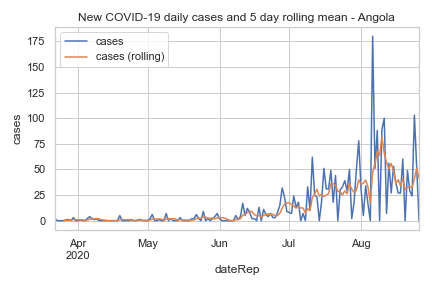 New COVID-19 daily cases and 5 day rolling mean - Angola
cases
cases (rolling)
175
150
125
100
75
50
25
0
cases
Apr
2020
May
Jun
Jul
Aug
dateRep